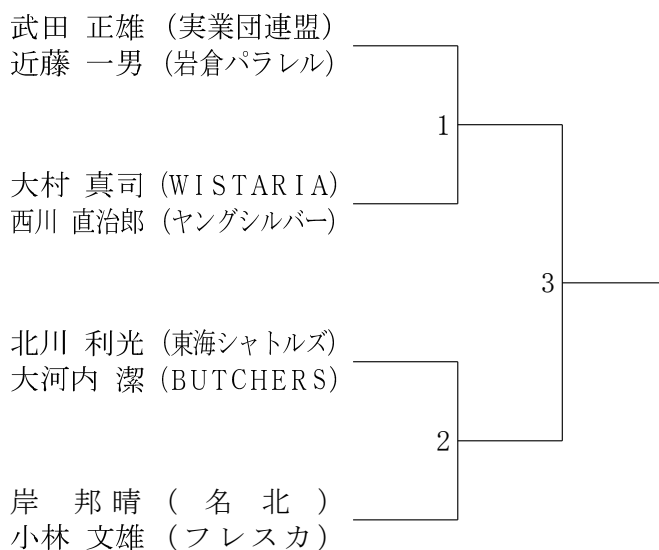 武田 正雄 (実業団連盟)
近藤 一男 (岩倉パラレル)
1
大村 真司 (WISTARIA)
西川 直治郎 (ヤングシルバー)
3
北川 利光 (東海シャトルズ)
大河内 潔 (BUTCHERS)
2
岸 邦晴 (名北)
小林 文雄 (フレスカ)